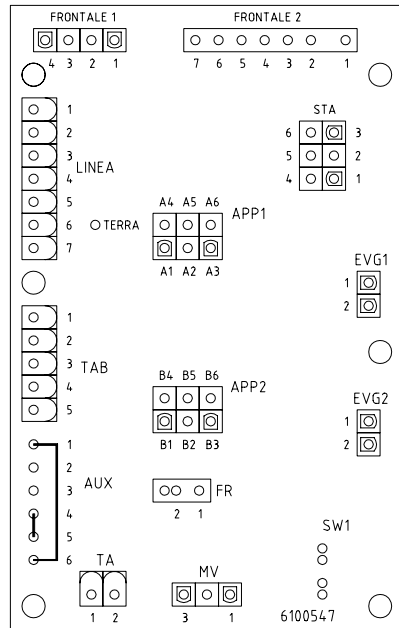 FRONTALE 1 FRONTALE 2
4 3 2 1 7 6 5 4 3 2 1
STA
6 3
5 2
4 1
LINEA
1
2
3
4
5
6
7
TERRA
APP1
A4 A5 A6
A1 A2 A3
EVG1
1
2
TAB
1
2
3
4
5
APP2
B4 B5 B6
B1 B2 B3
EVG2
1
2
AUX
1
2
3
4
5
6
FR
2 1
SW1
TA
1 2
MV
3 1
6100547